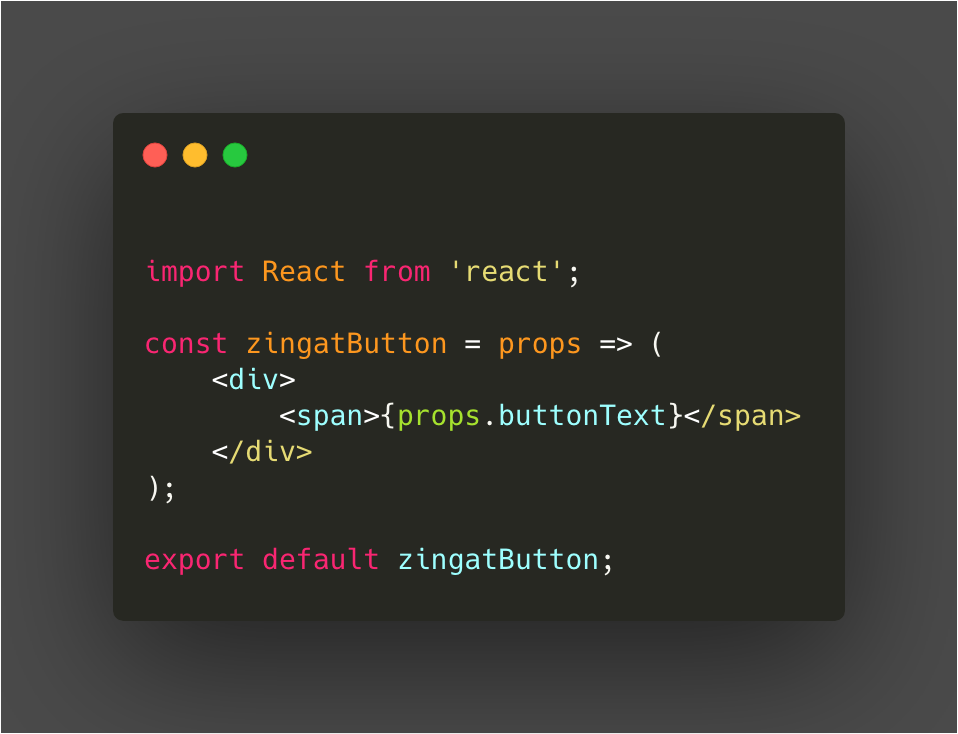 import React from 'react';
const zingatButton = props => (
    <div>
        <span>{props.buttonText}</span>
    </div>
);
export default zingatButton;